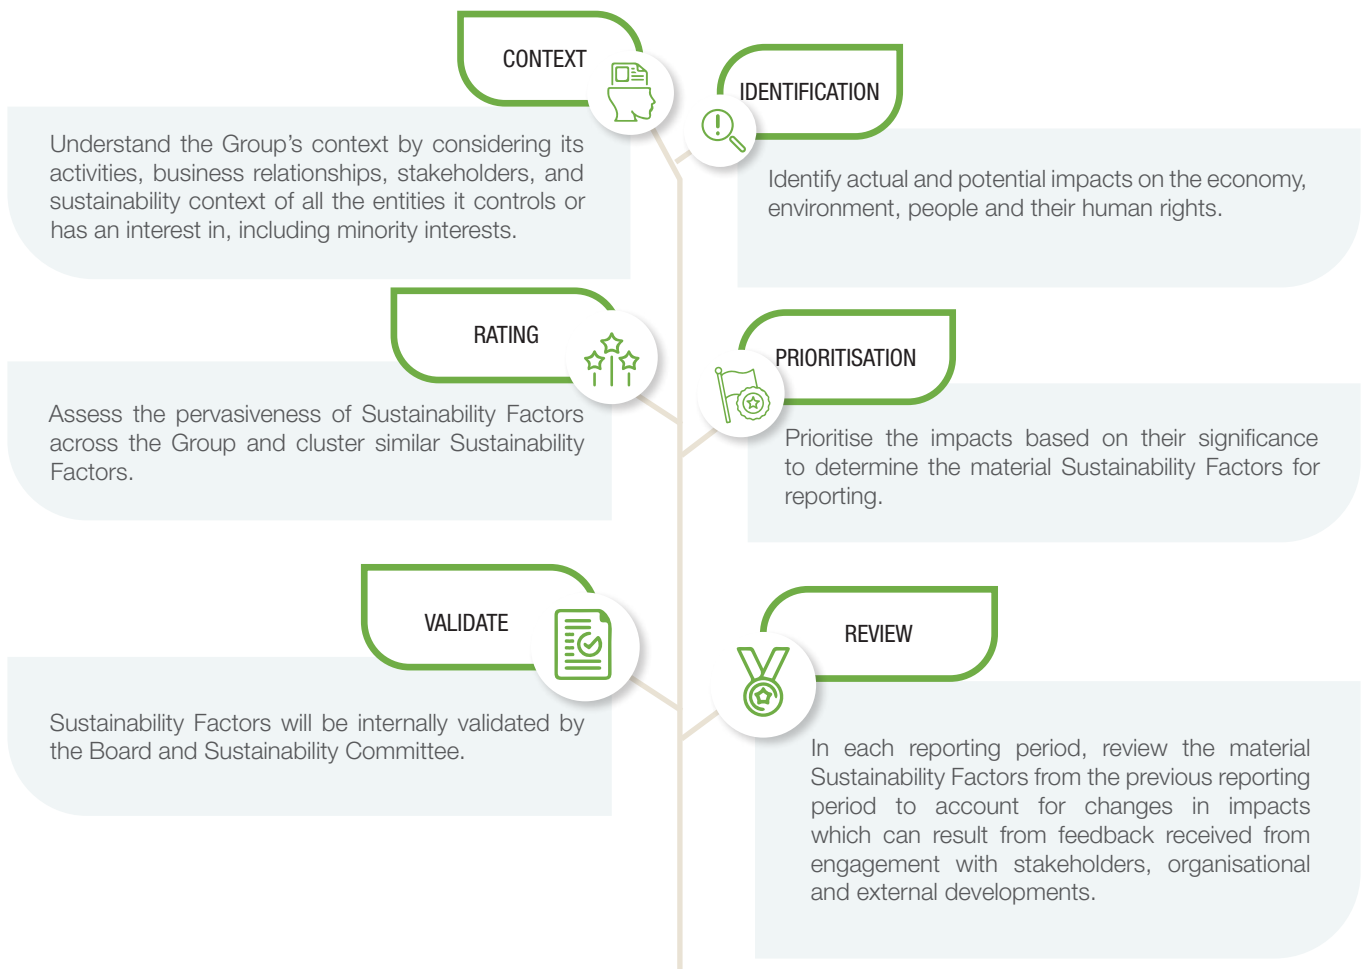 CONTEXT
Understand the Group’s context by considering its
activities, business relationships, stakeholders, and
sustainability context of all the entities it controls or
has an interest in, including minority interests.
IDENTIFICATION
Identify actual and potential impacts on the economy,
environment, people and their human rights.
RATING
Assess the pervasiveness of Sustainability Factors
across the Group and cluster similar Sustainability
Factors.
PRIORITISATION
Prioritise the impacts based on their significance
to determine the material Sustainability Factors for
reporting.
VALIDATE
Sustainability Factors will be internally validated by
the Board and Sustainability Committee.
REVIEW
In each reporting period, review the material
Sustainability Factors from the previous reporting
period to account for changes in impacts
which can result from feedback received from
engagement with stakeholders, organisational
and external developments.